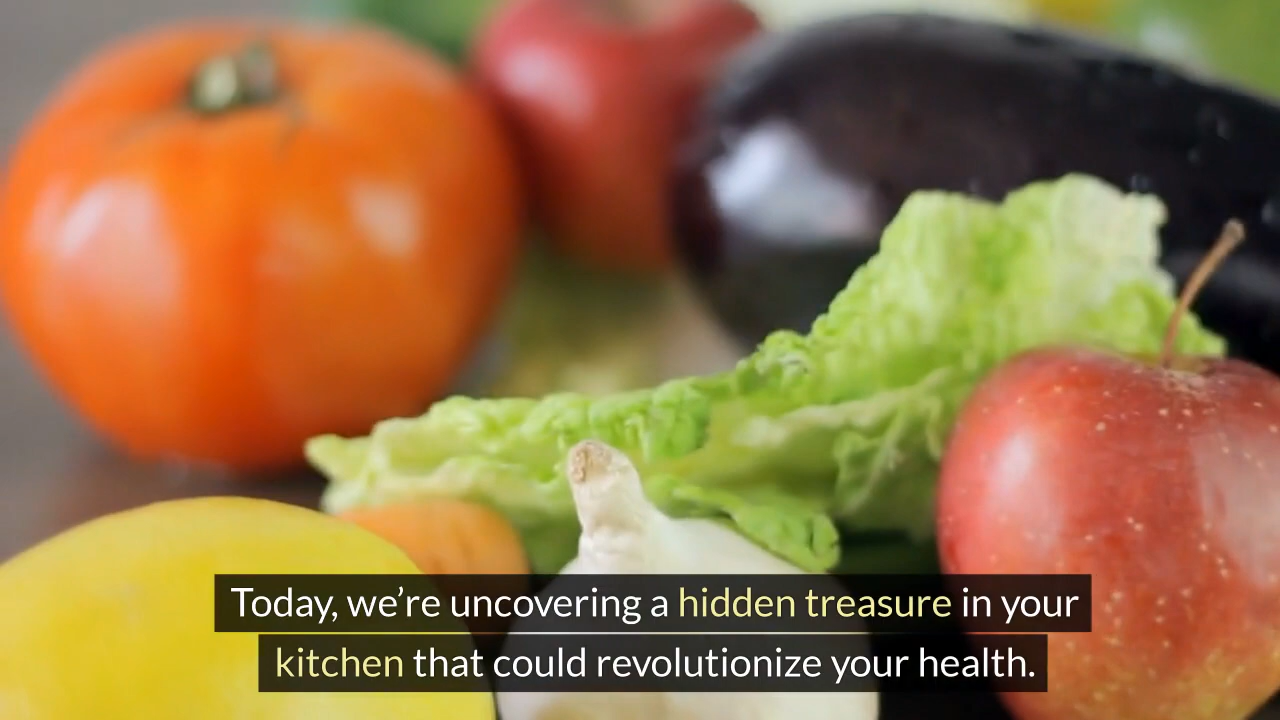 Today, we’re uncovering a hidden treasure in your
kitchen that could revolutionize your health.